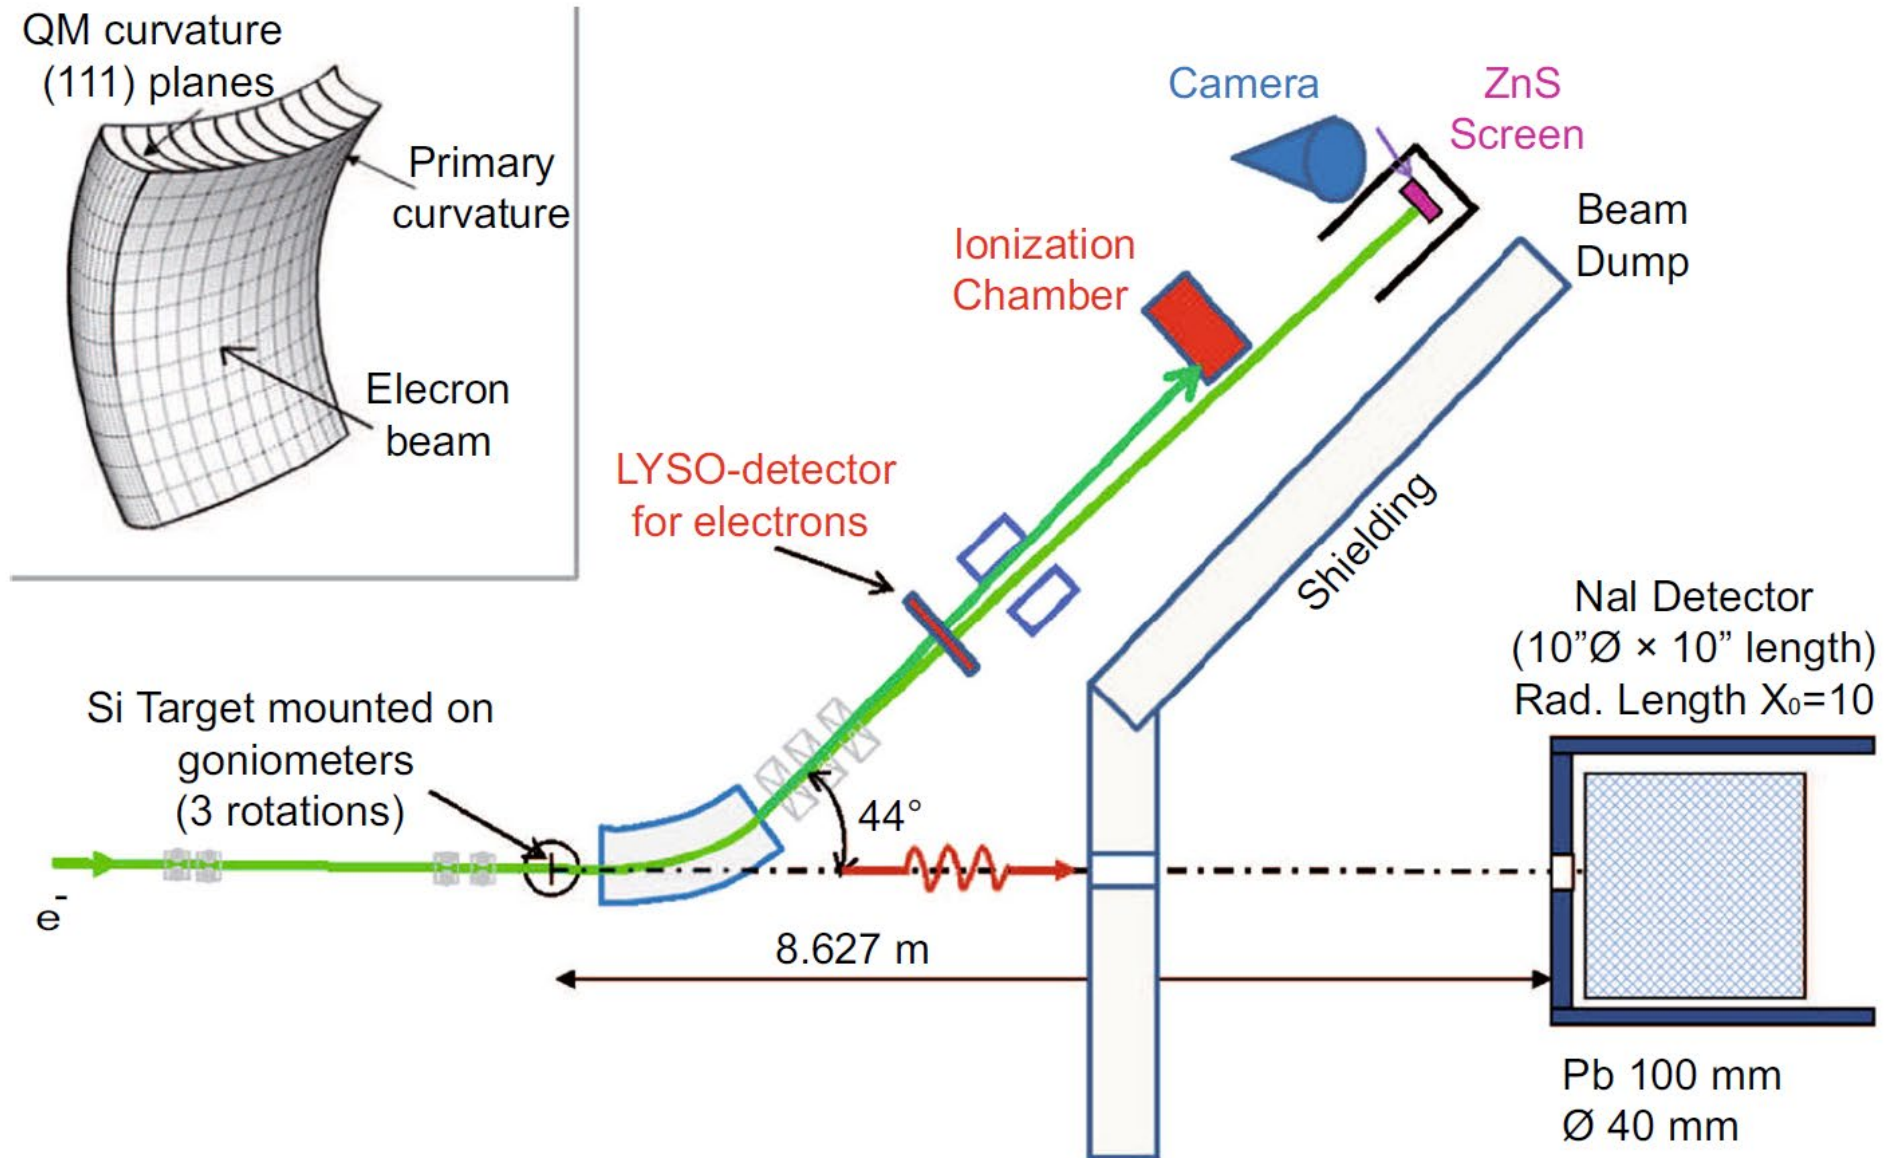 QM curvature
(111) planes
Primary
curvature
Elecron
beam
Camera
ZnS
Screen
Beam
Dump
Ionization
Chamber
LYSO-detector
for electrons
Shielding
NaI Detector
(10”Ø × 10” length)
Rad. Length X₀=10
Si Target mounted on
goniometers
(3 rotations)
44°
e⁻
8.627 m
Pb 100 mm
Ø 40 mm